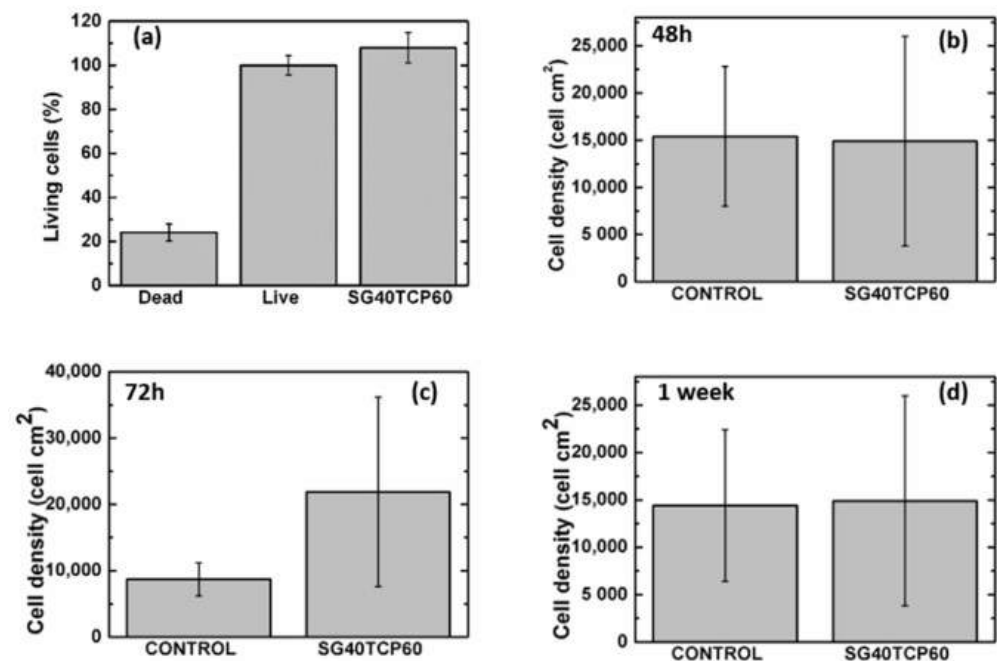 (a)
120
100
80
60
40
20
0
Living cells (%)
Dead Live SG40TCP60
48h (b)
25,000
20,000
15,000
10,000
5 000
0
Cell density (cell cm²)
CONTROL SG40TCP60
72h (c)
40,000
30,000
20,000
10,000
0
Cell density (cell cm²)
CONTROL SG40TCP60
1 week (d)
25,000
20,000
15,000
10,000
5 000
0
Cell density (cell cm²)
CONTROL SG40TCP60